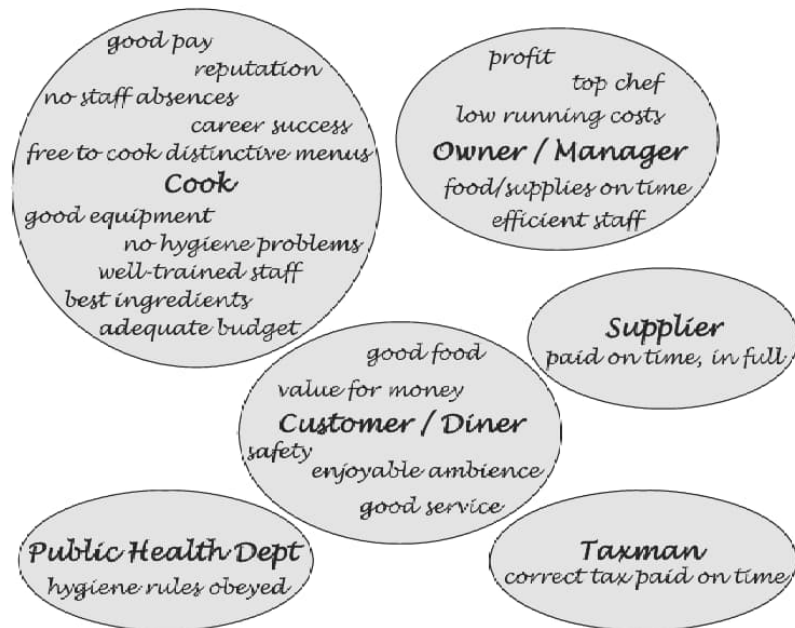 good pay
reputation
no staff absences
career success
free to cook distinctive menus
Cook
good equipment
no hygiene problems
well-trained staff
best ingredients
adequate budget
profit
top chef
low running costs
Owner / Manager
food/supplies on time
efficient staff
Supplier
paid on time, in full
good food
value for money
Customer / Diner
safety
enjoyable ambience
good service
Public Health Dept
hygiene rules obeyed
Taxman
correct tax paid on time